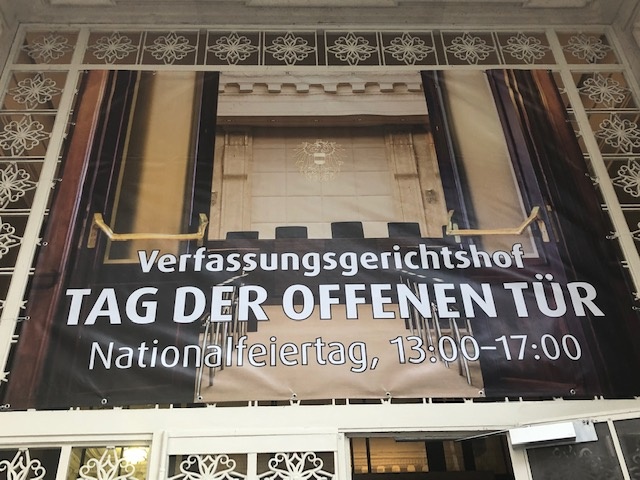 Verfassungsgerichtshof
TAG DER OFFENEN TÜR
Nationalfeiertag, 13:00–17:00